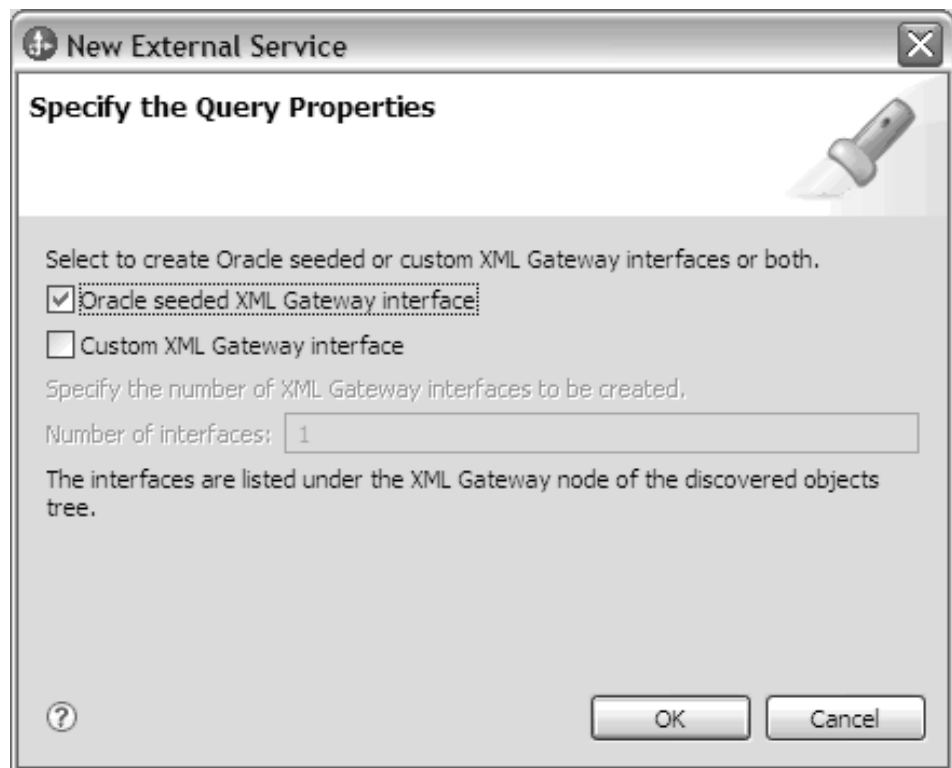 New External Service
Specify the Query Properties
Select to create Oracle seeded or custom XML Gateway interfaces or both.
Oracle seeded XML Gateway interface
Custom XML Gateway interface
Specify the number of XML Gateway interfaces to be created.
Number of interfaces: 1
The interfaces are listed under the XML Gateway node of the discovered objects
tree.
? OK Cancel